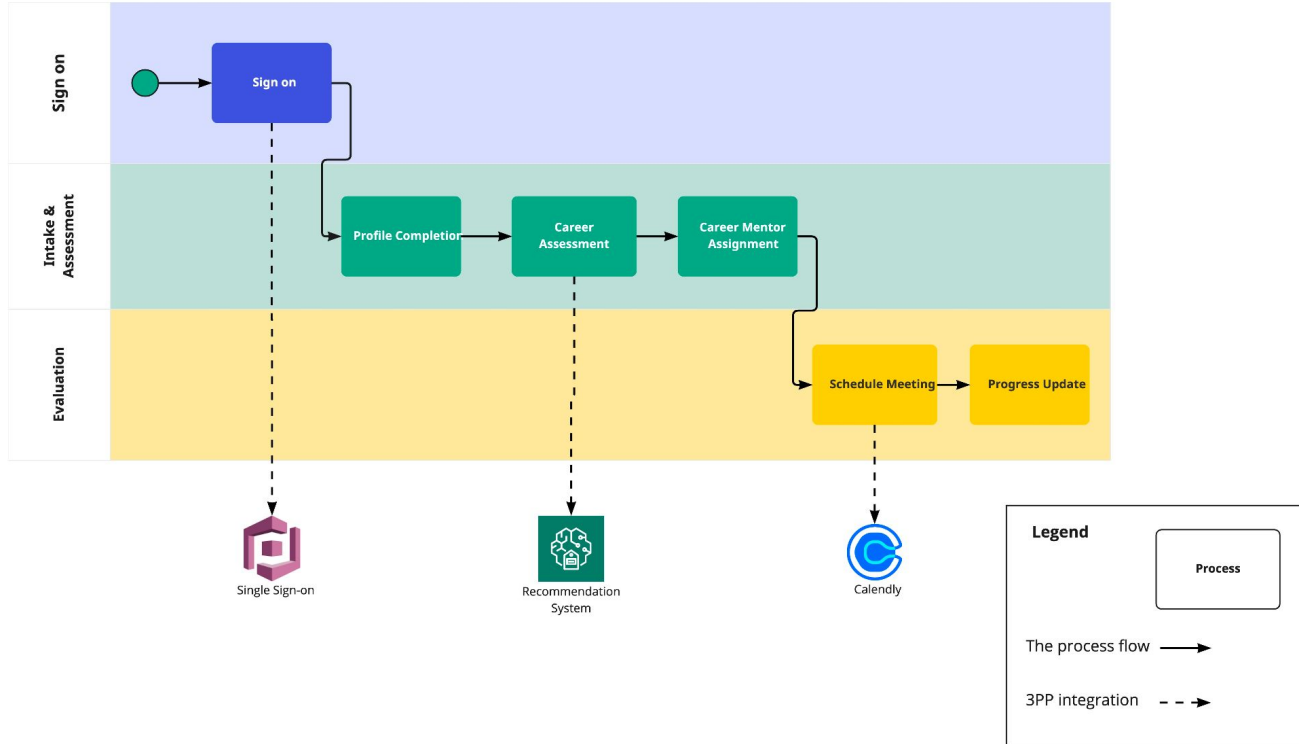 Sign on
Sign on
Intake &
Assessment
Profile Completion
Career
Assessment
Career Mentor
Assignment
Evaluation
Schedule Meeting
Progress Update
Single Sign-on
Recommendation
System
Calendly
Legend
Process
The process flow
3PP integration